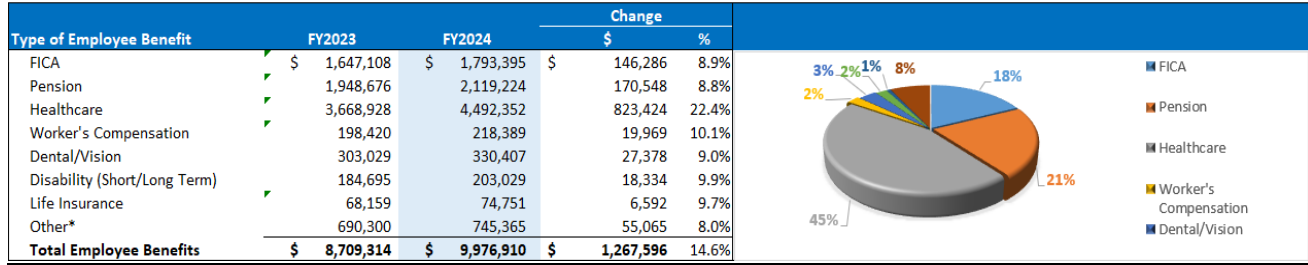 Change
Type of Employee Benefit FY2023 FY2024 $ %
FICA $ 1,647,108 $ 1,793,395 $ 146,286 8.9%
Pension 1,948,676 2,119,224 170,548 8.8%
Healthcare 3,668,928 4,492,352 823,424 22.4%
Worker's Compensation 198,420 218,389 19,969 10.1%
Dental/Vision 303,029 330,407 27,378 9.0%
Disability (Short/Long Term) 184,695 203,029 18,334 9.9%
Life Insurance 68,159 74,751 6,592 9.7%
Other* 690,300 745,365 55,065 8.0%
Total Employee Benefits $ 8,709,314 $ 9,976,910 $ 1,267,596 14.6%
3% 2% 1% 8%
18%
2%
21%
45%
FICA
Pension
Healthcare
Worker's
Compensation
Dental/Vision